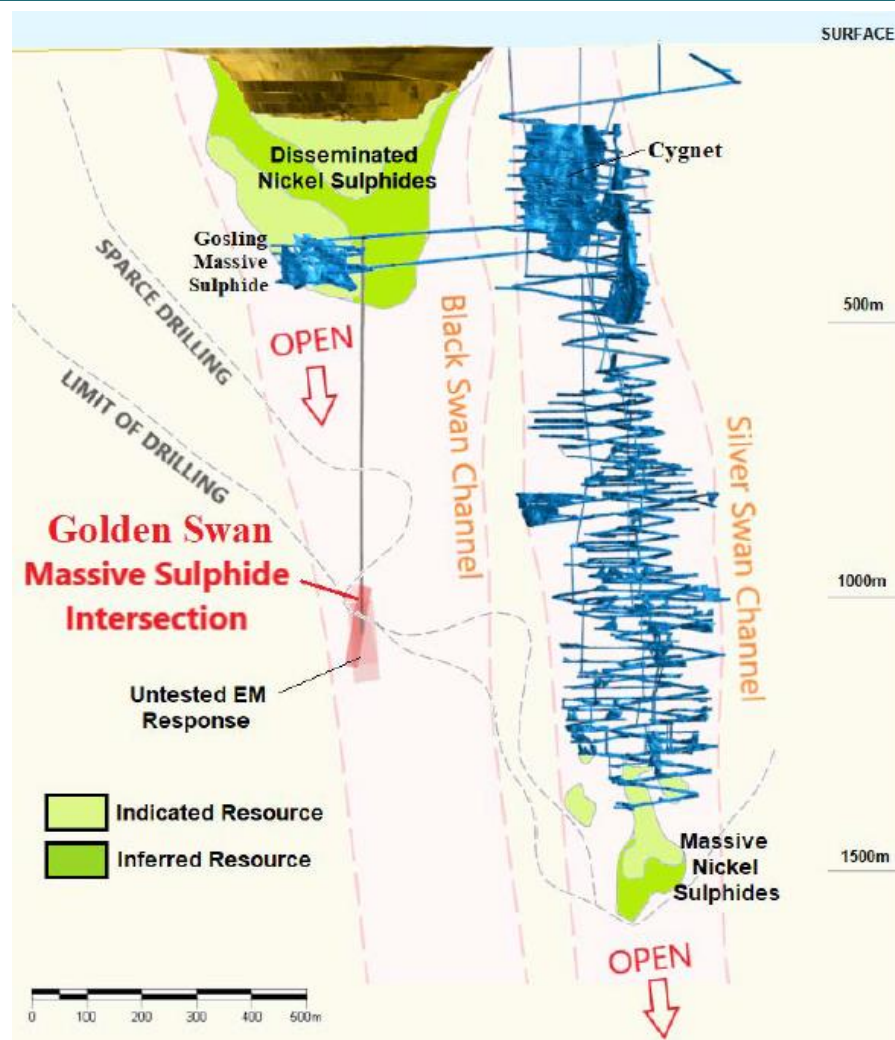 SURFACE
Disseminated
Nickel Sulphides
Cygnet
Gosling
Massive
Sulphide
SPARCE DRILLING
LIMIT OF DRILLING
OPEN
Black Swan Channel
500m
Silver Swan Channel
Golden Swan
Massive Sulphide
Intersection
1000m
Untested EM
Response
Indicated Resource
Inferred Resource
Massive
Nickel
Sulphides
1500m
OPEN
0 100 200 300 400 500m